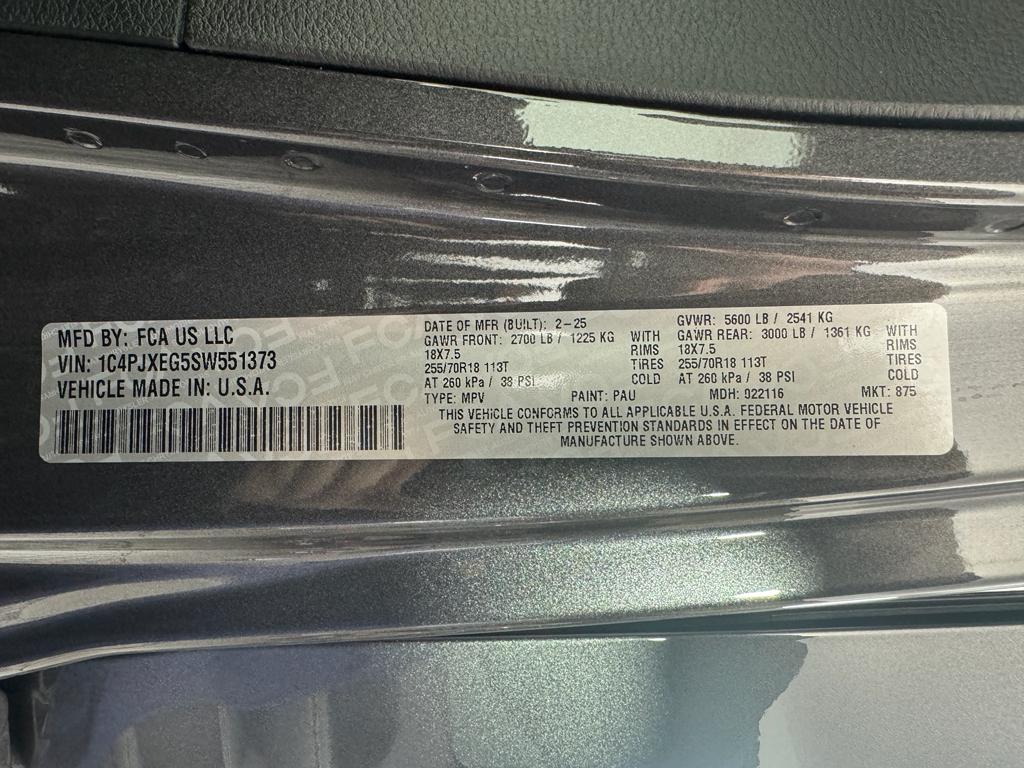 MFD BY: FCA US LLC
VIN: 1C4PJXEG5SW551373
VEHICLE MADE IN: U.S.A.
DATE OF MFR (BUILT): 2-25
GAWR FRONT: 2700 LB / 1225 KG WITH
18X7.5 RIMS
255/70R18 113T TIRES
AT 260 kPa / 38 PSI COLD
GVWR: 5600 LB / 2541 KG
GAWR REAR: 3000 LB / 1361 KG WITH
18X7.5 RIMS
255/70R18 113T TIRES
AT 260 kPa / 38 PSI COLD
TYPE: MPV PAINT: PAU MDH: 022116 MKT: 875
THIS VEHICLE CONFORMS TO ALL APPLICABLE U.S.A. FEDERAL MOTOR VEHICLE
SAFETY AND THEFT PREVENTION STANDARDS IN EFFECT ON THE DATE OF
MANUFACTURE SHOWN ABOVE.